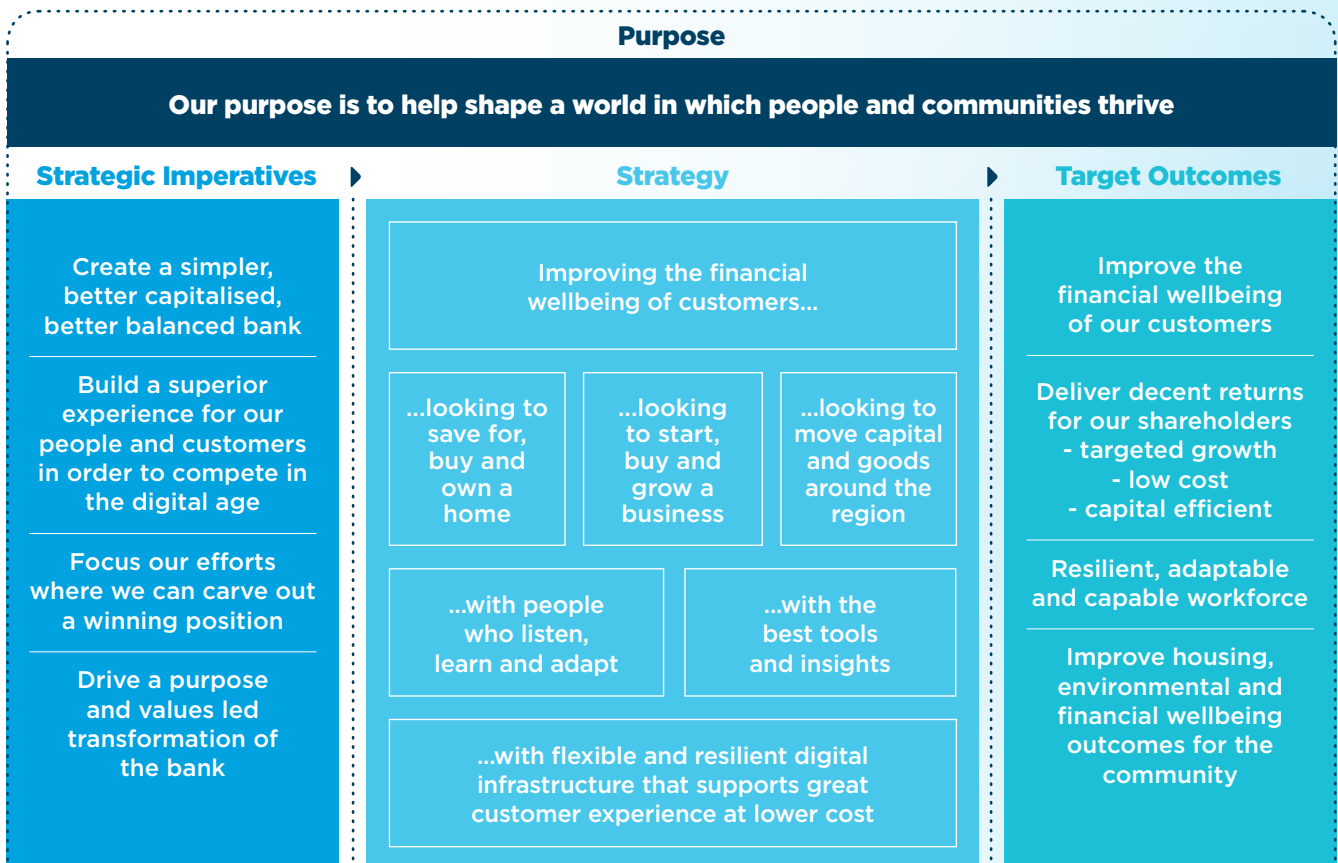 Purpose
Our purpose is to help shape a world in which people and communities thrive
Strategic Imperatives
Create a simpler,
better capitalised,
better balanced bank
Build a superior
experience for our
people and customers
in order to compete in
the digital age
Focus our efforts
where we can carve out
a winning position
Drive a purpose
and values led
transformation of
the bank
Strategy
Improving the financial
wellbeing of customers...
...looking to
save for,
buy and
own a
home
...looking
to start,
buy and
grow a
business
...looking to
move capital
and goods
around the
region
...with people
who listen,
learn and adapt
...with the
best tools
and insights
...with flexible and resilient digital
infrastructure that supports great
customer experience at lower cost
Target Outcomes
Improve the
financial wellbeing
of our customers
Deliver decent returns
for our shareholders
- targeted growth
- low cost
- capital efficient
Resilient, adaptable
and capable workforce
Improve housing,
environmental and
financial wellbeing
outcomes for the
community